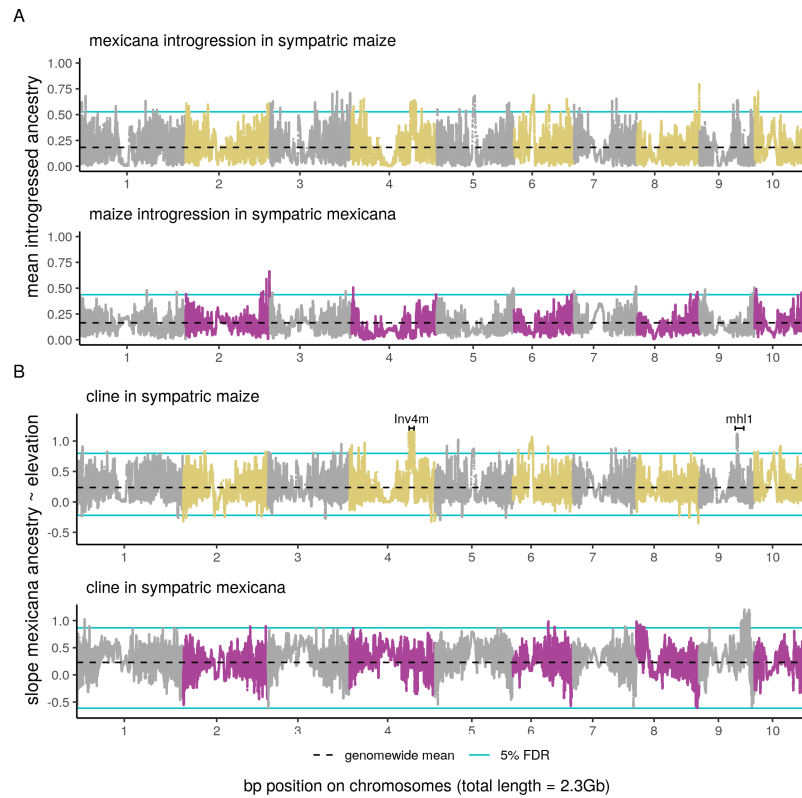 A
mexicana introgression in sympatric maize
mean introgressed ancestry
1.00
0.75
0.50
0.25
0.00
1 2 3 4 5 6 7 8 9 10
maize introgression in sympatric mexicana
1.00
0.75
0.50
0.25
0.00
1 2 3 4 5 6 7 8 9 10
B
cline in sympatric maize
slope mexicana ancestry ~ elevation
Inv4m mhl1
1.0
0.5
0.0
-0.5
1 2 3 4 5 6 7 8 9 10
cline in sympatric mexicana
1.0
0.5
0.0
-0.5
1 2 3 4 5 6 7 8 9 10
genomewide mean 5% FDR
bp position on chromosomes (total length = 2.3Gb)